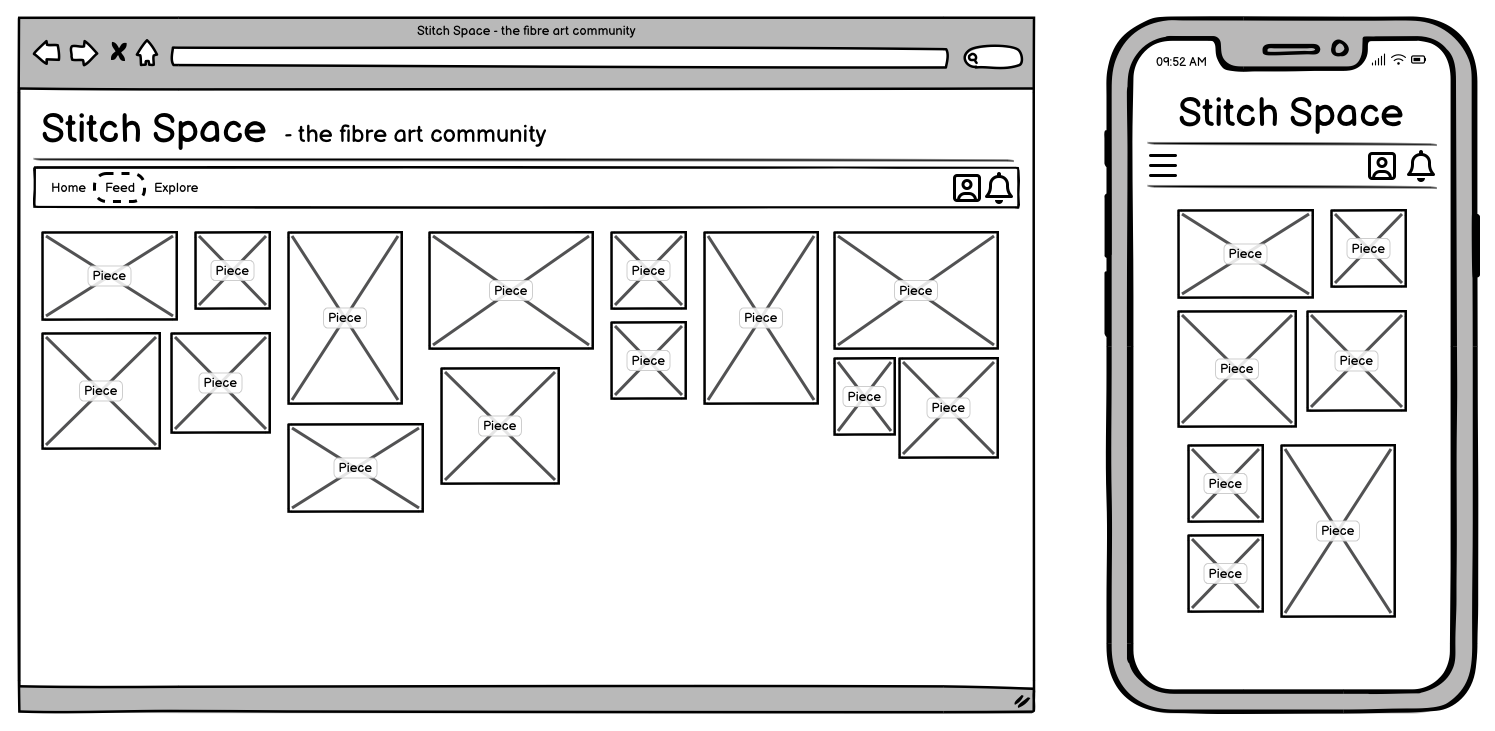 Stitch Space - the fibre art community
Stitch Space - the fibre art community
Home Feed Explore
Piece Piece Piece Piece Piece Piece Piece
Piece Piece Piece Piece Piece Piece
Piece
09:52 AM
Stitch Space
Piece Piece
Piece Piece
Piece Piece
Piece